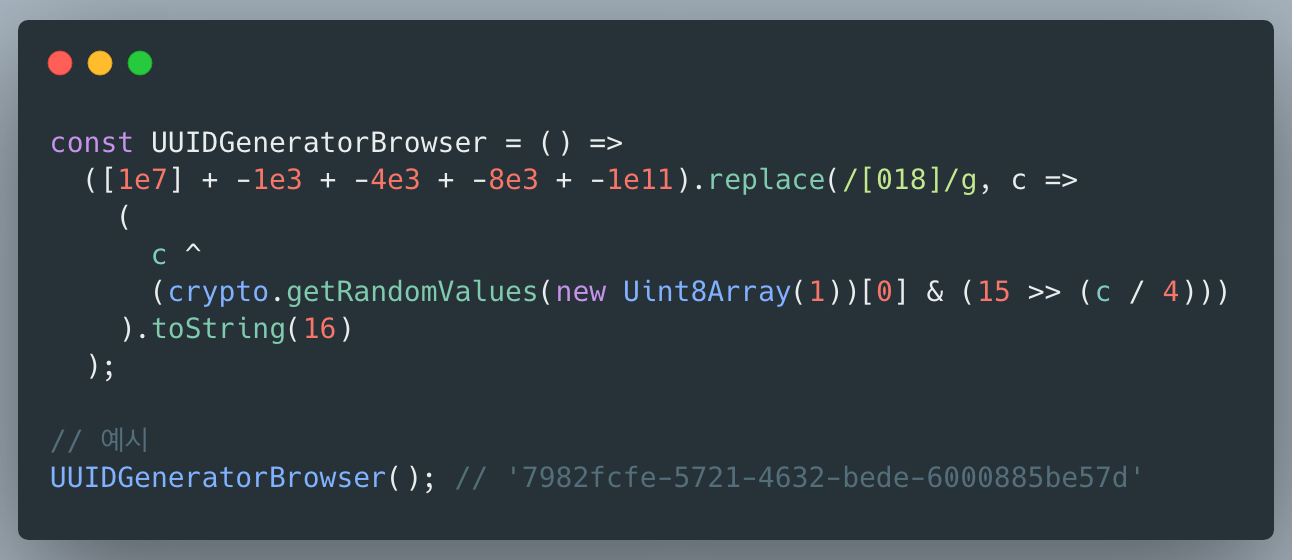 const UUIDGeneratorBrowser = () =>
  ([1e7] + -1e3 + -4e3 + -8e3 + -1e11).replace(/[018]/g, c =>
    (
      c ^
      (crypto.getRandomValues(new Uint8Array(1))[0] & (15 >> (c / 4)))
    ).toString(16)
  );
// 예시
UUIDGeneratorBrowser(); // '7982fcfe-5721-4632-bede-6000885be57d'